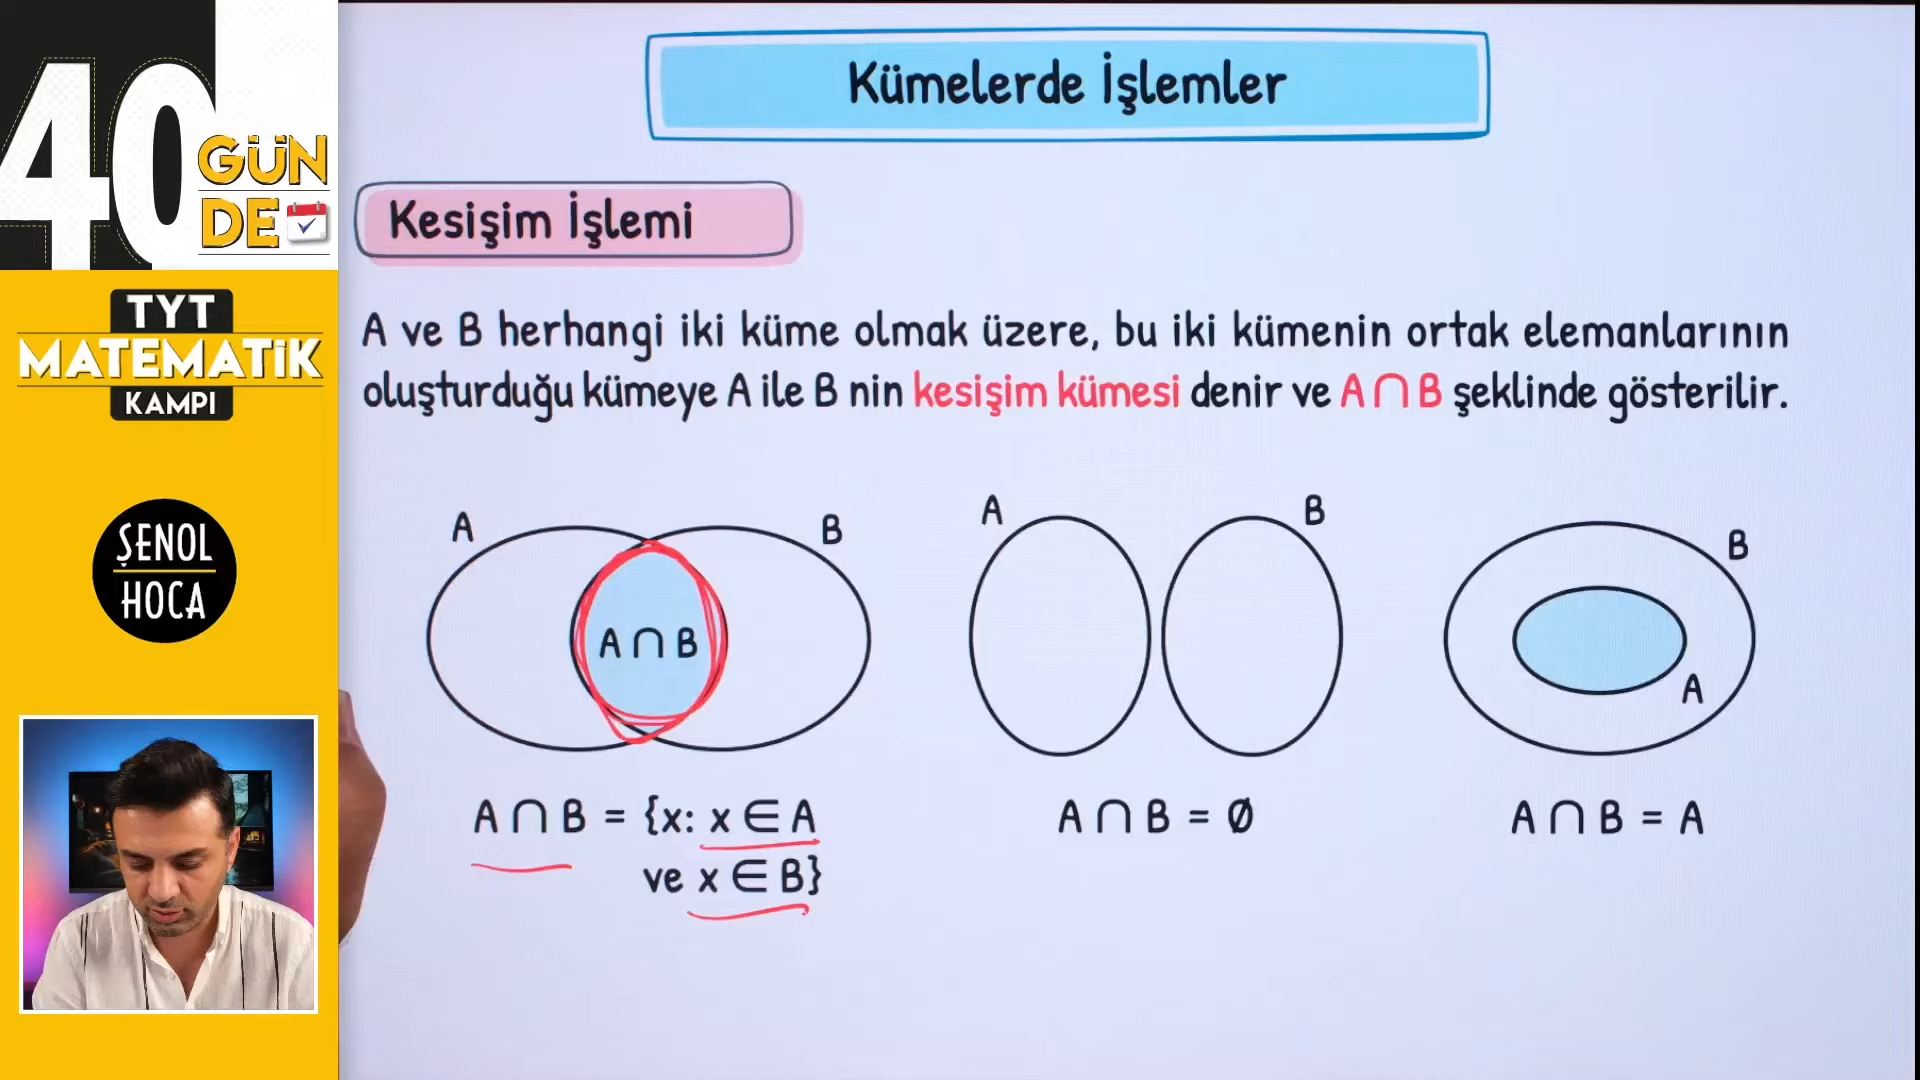 40
GÜN
DE
TYT
MATEMATİK
KAMPI
ŞENOL
HOCA
Kümelerde İşlemler
Kesişim İşlemi
A ve B herhangi iki küme olmak üzere, bu iki kümenin ortak elemanlarının
oluşturduğu kümeye A ile B nin kesişim kümesi denir ve A ∩ B şeklinde gösterilir.
A
B
A ∩ B
A ∩ B = {x: x ∈ A
ve x ∈ B}
A
B
A ∩ B = Ø
B
A
A ∩ B = A